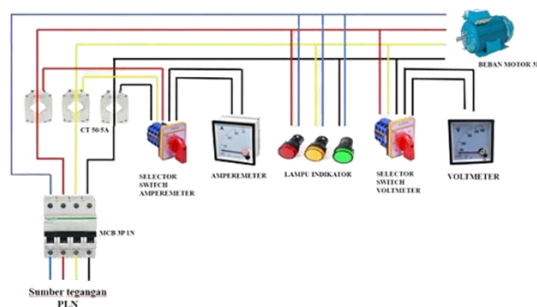 BEBAN MOTOR 3
CT 50/5A
SELECTOR
SWITCH
AMPEREMETER
AMPEREMETER
LAMPU INDIKATOR
SELECTOR
SWITCH
VOLTMETER
VOLTMETER
MCB 3P 1N
Sumber tegangan
PLN